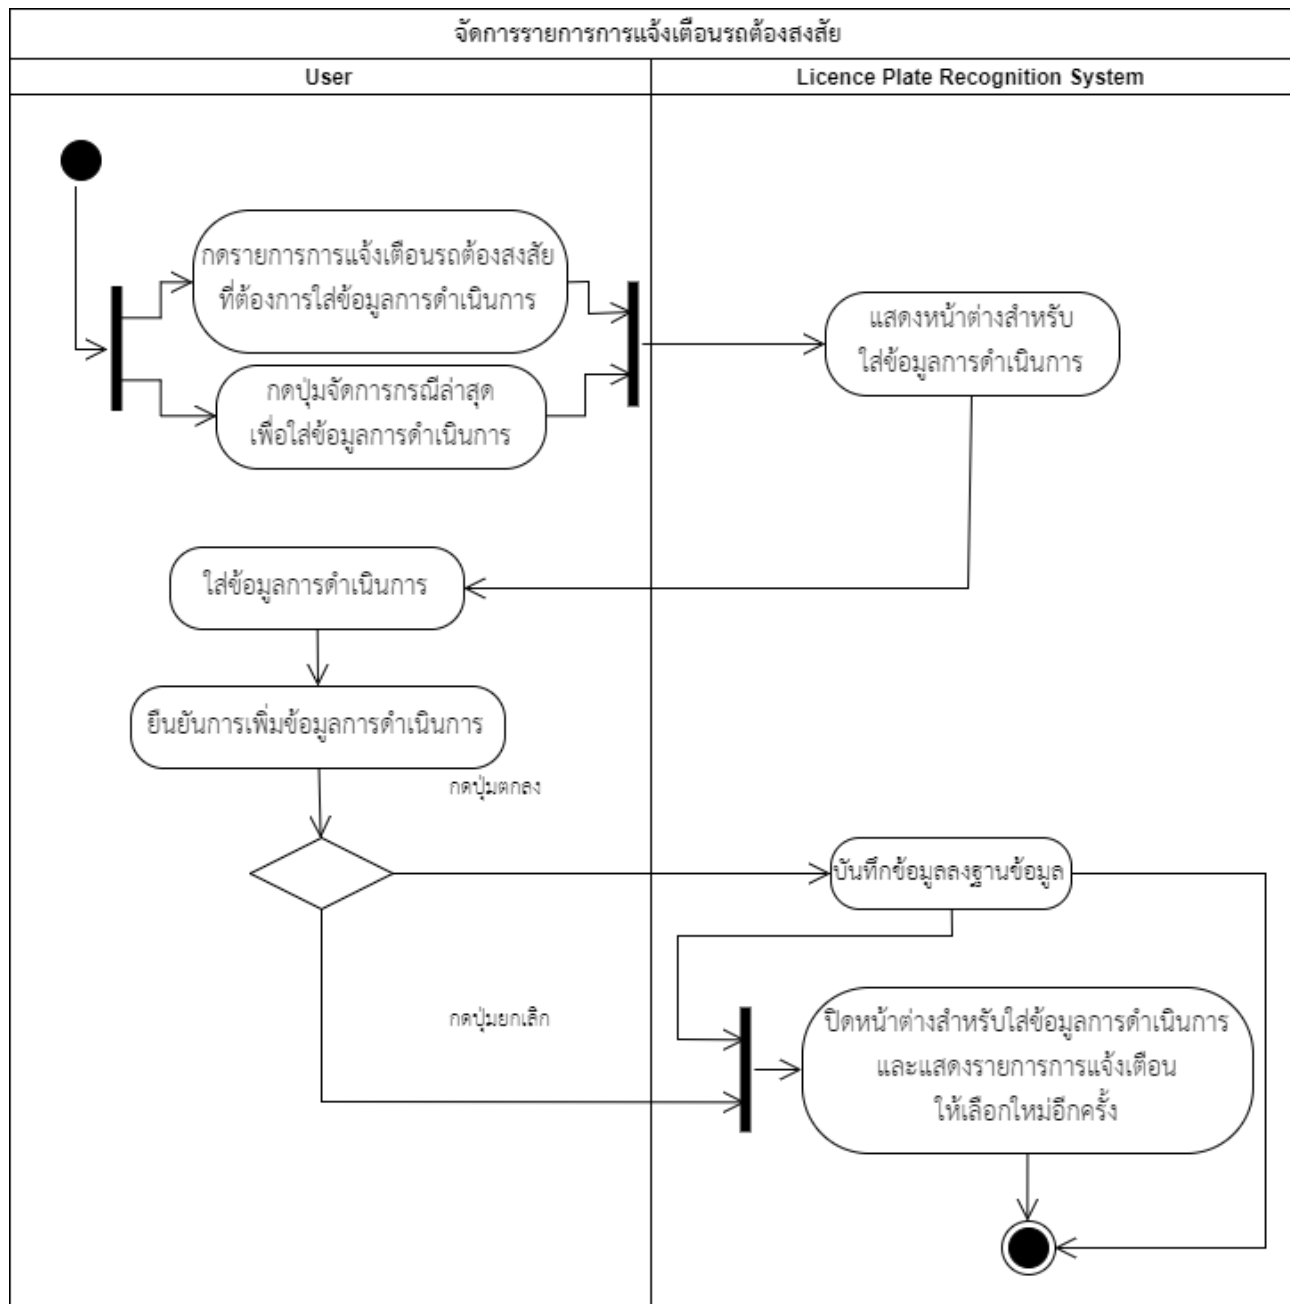 จัดการรายการการแจ้งเตือนรถต้องสงสัย
User
Licence Plate Recognition System
กดรายการการแจ้งเตือนรถต้องสงสัย
ที่ต้องการใส่ข้อมูลการดำเนินการ
แสดงหน้าต่างสำหรับ
ใส่ข้อมูลการดำเนินการ
กดปุ่มจัดการกรณีล่าสุด
เพื่อใส่ข้อมูลการดำเนินการ
ใส่ข้อมูลการดำเนินการ
ยืนยันการเพิ่มข้อมูลการดำเนินการ
กดปุ่มตกลง
บันทึกข้อมูลลงฐานข้อมูล
กดปุ่มยกเลิก
ปิดหน้าต่างสำหรับใส่ข้อมูลการดำเนินการ
และแสดงรายการการแจ้งเตือน
ให้เลือกใหม่อีกครั้ง